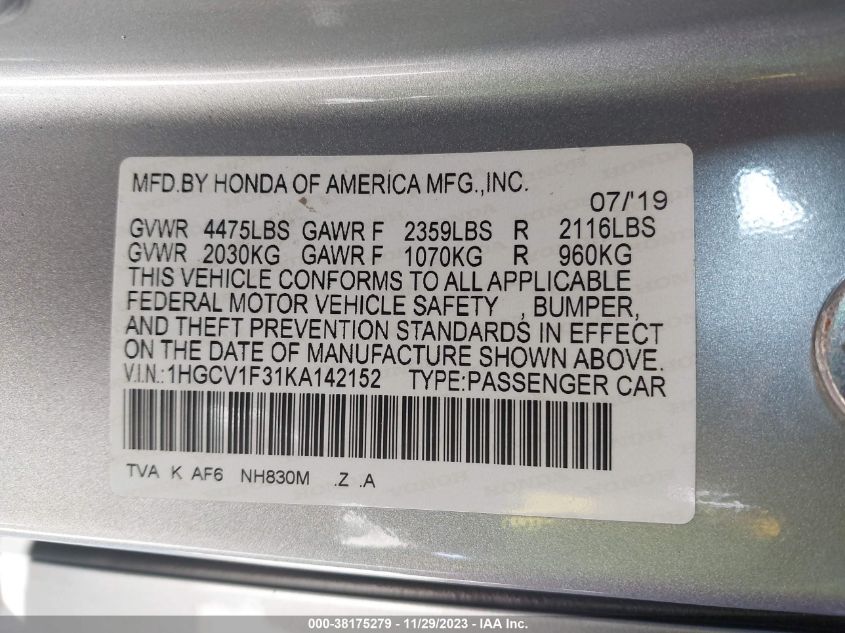 MFD.BY HONDA OF AMERICA MFG.,INC.
07/'19
GVWR 4475LBS GAWR F 2359LBS R 2116LBS
GVWR 2030KG GAWR F 1070KG R 960KG
THIS VEHICLE CONFORMS TO ALL APPLICABLE
FEDERAL MOTOR VEHICLE SAFETY , BUMPER,
AND THEFT PREVENTION STANDARDS IN EFFECT
ON THE DATE OF MANUFACTURE SHOWN ABOVE.
V.I.N.:1HGCV1F31KA142152 TYPE:PASSENGER CAR
TVA K AF6 NH830M .Z .A
HONDA
000-38175279 - 11/29/2023 - IAA Inc.